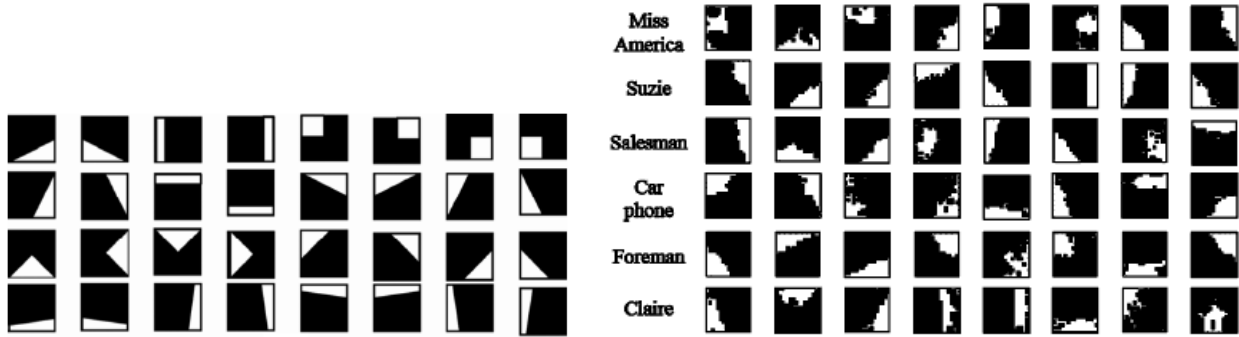 Miss
America
Suzie
Salesman
Car
phone
Foreman
Claire